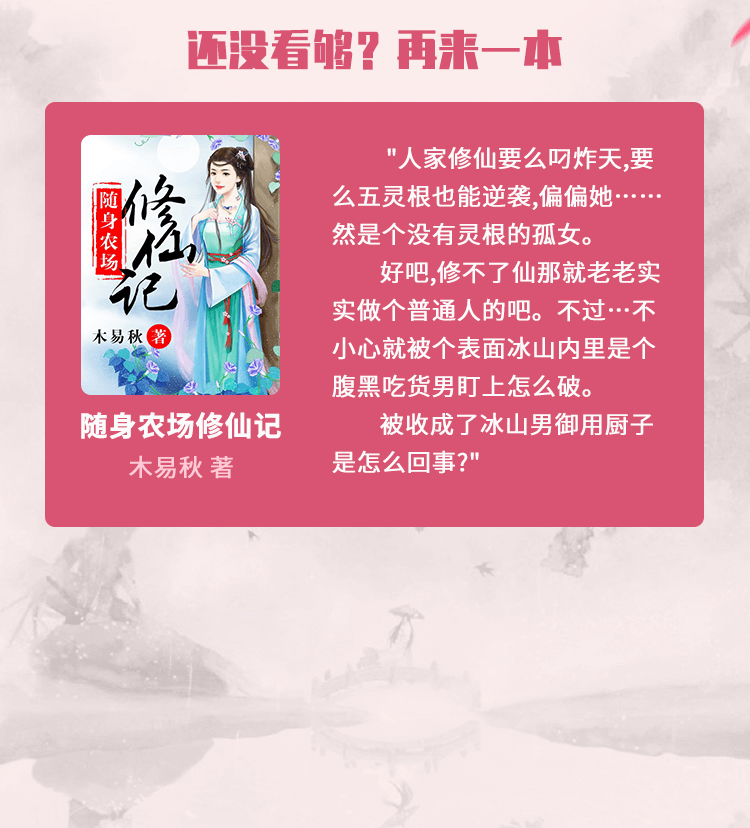 还没看够？再来一本
随身农场
修仙记
木易秋 著
随身农场修仙记
木易秋 著
"人家修仙要么叼炸天,要
么五灵根也能逆袭,偏偏她……
然是个没有灵根的孤女。
好吧,修不了仙那就老老实
实做个普通人的吧。不过…不
小心就被个表面冰山内里是个
腹黑吃货男盯上怎么破。
被收成了冰山男御用厨子
是怎么回事?"